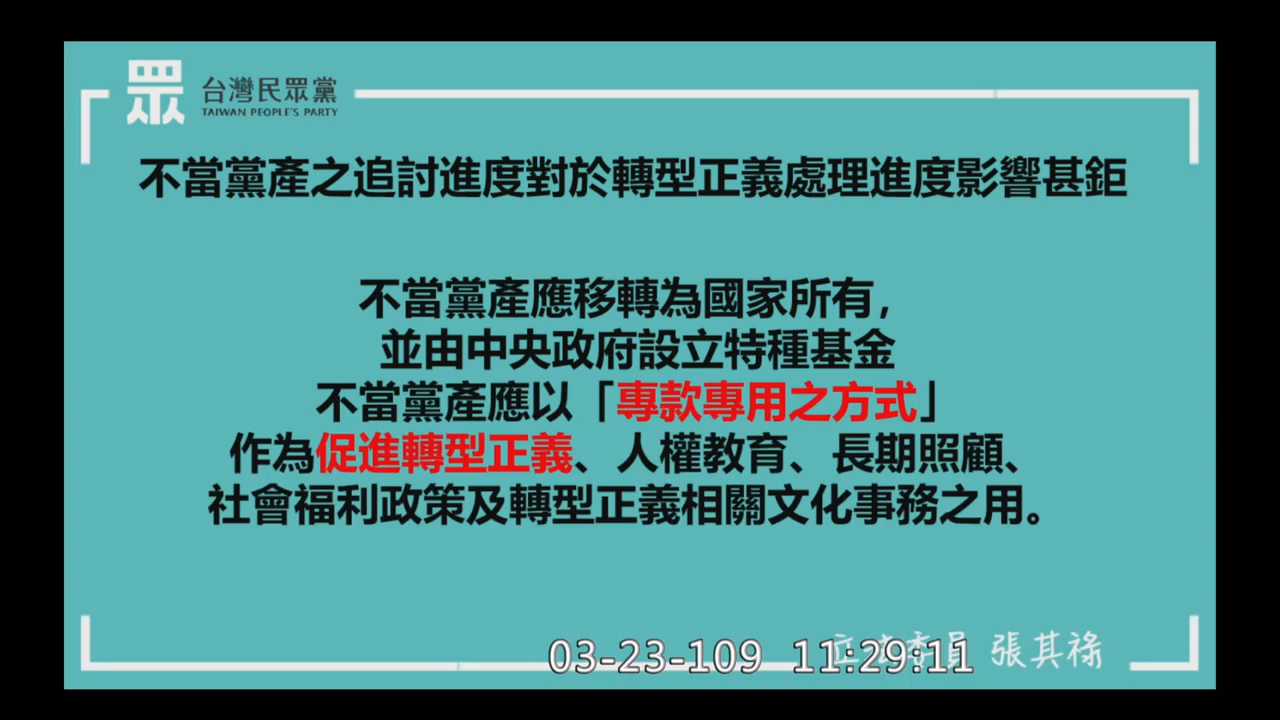 眾 台灣民眾黨
TAIWAN PEOPLE'S PARTY
不當黨產之追討進度對於轉型正義處理進度影響甚鉅
不當黨產應移轉為國家所有，
並由中央政府設立特種基金
不當黨產應以「專款專用之方式」
作為促進轉型正義、人權教育、長期照顧、
社會福利政策及轉型正義相關文化事務之用。
立法委員 張其祿
03-23-109 11:29:11